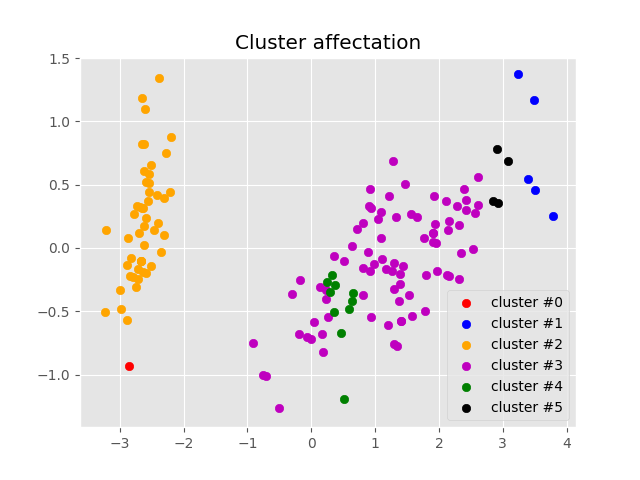 Cluster affectation
1.5
1.0
0.5
0.0
−0.5
−1.0
−3 −2 −1 0 1 2 3 4
cluster #0
cluster #1
cluster #2
cluster #3
cluster #4
cluster #5